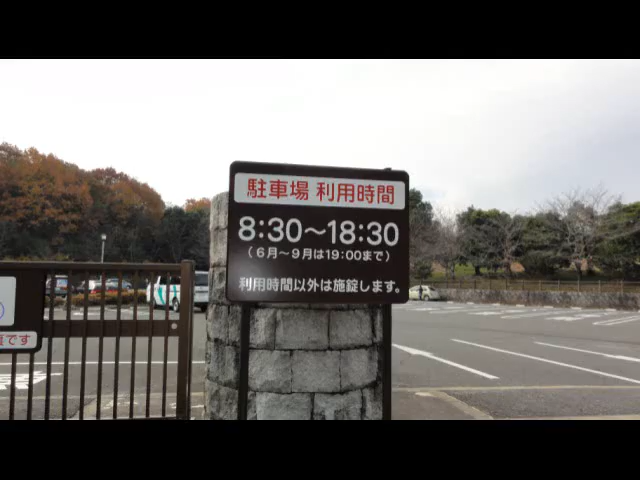 駐車場 利用時間
8:30～18:30
(6月～9月は19:00まで)
利用時間以外は施錠します。
です